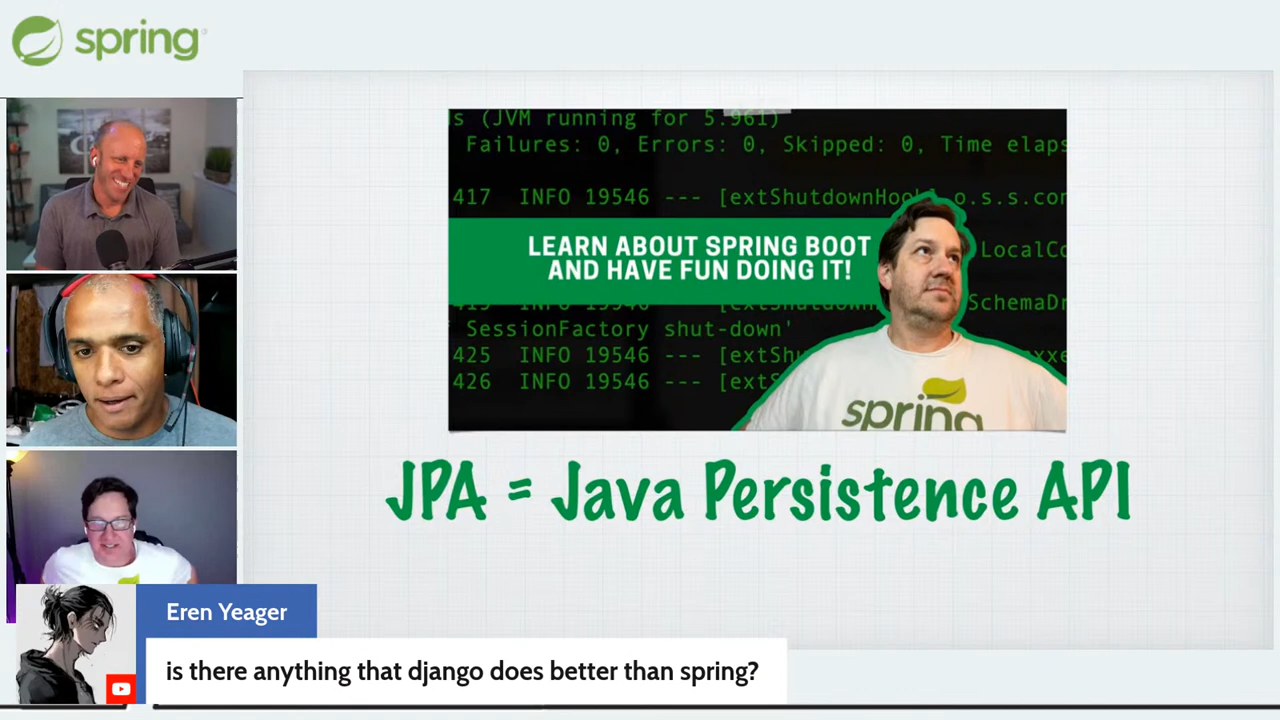 spring
ls (JVM running for 5.961)
Failures: 0, Errors: 0, Skipped: 0, Time elaps
417 INFO 19546 --- [extShutdownHook] o.s.s.con
LEARN ABOUT SPRING BOOT
AND HAVE FUN DOING IT!
LocalCo
SchemaDr
SessionFactory shut-down'
425 INFO 19546 --- [extShu
426 INFO 19546 --- [extS
spring
JPA = Java Persistence API
Eren Yeager
is there anything that django does better than spring?